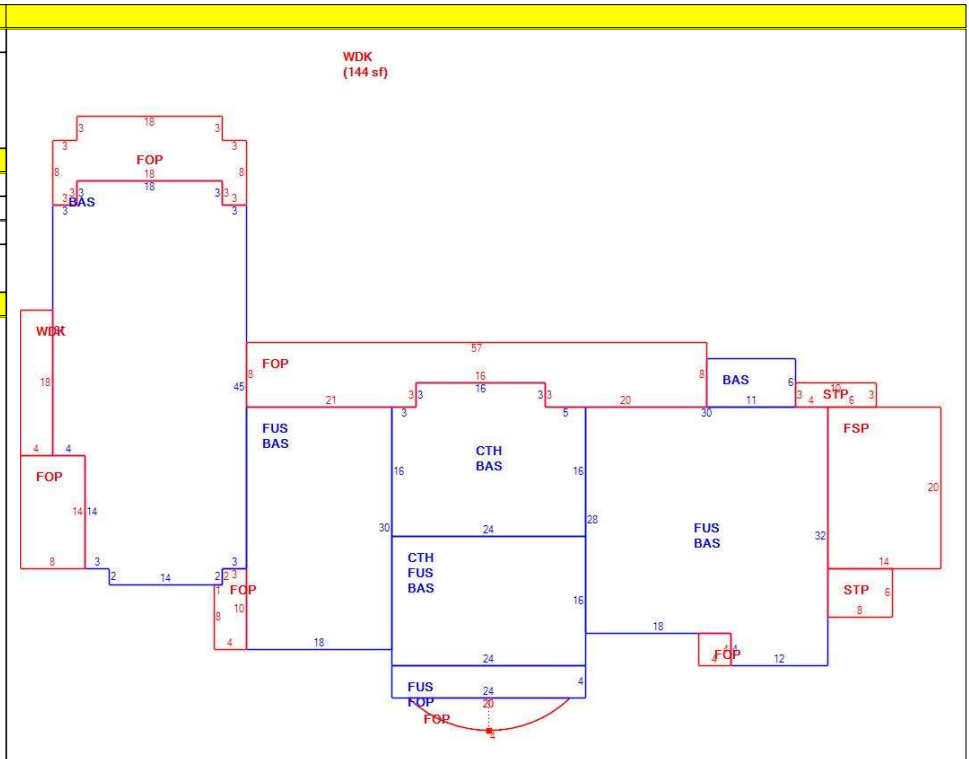 WDK
(144 sf)
3 18 3
3 3
FOP
8 18 8
3 3 18 3 3
3 3
BAS
3 3
WDK
57
FOP
8 8
18
16
45
3 16 3
3 3
21 20
3 5
BAS
6
30 11
10
3 3
STP
4 6
FUS
BAS
CTH
BAS
FSP
4 4
FOP
16 16
20
14 14
30
28
24
FUS
BAS
32
CTH
FUS
BAS
8
3
2 14 2
3
2 3
1
FOP
8 10
4
18
16
14
STP
6
8
18
4 4
4
FOP
12
24
FUS
FOP
24
4
20
FOP
4